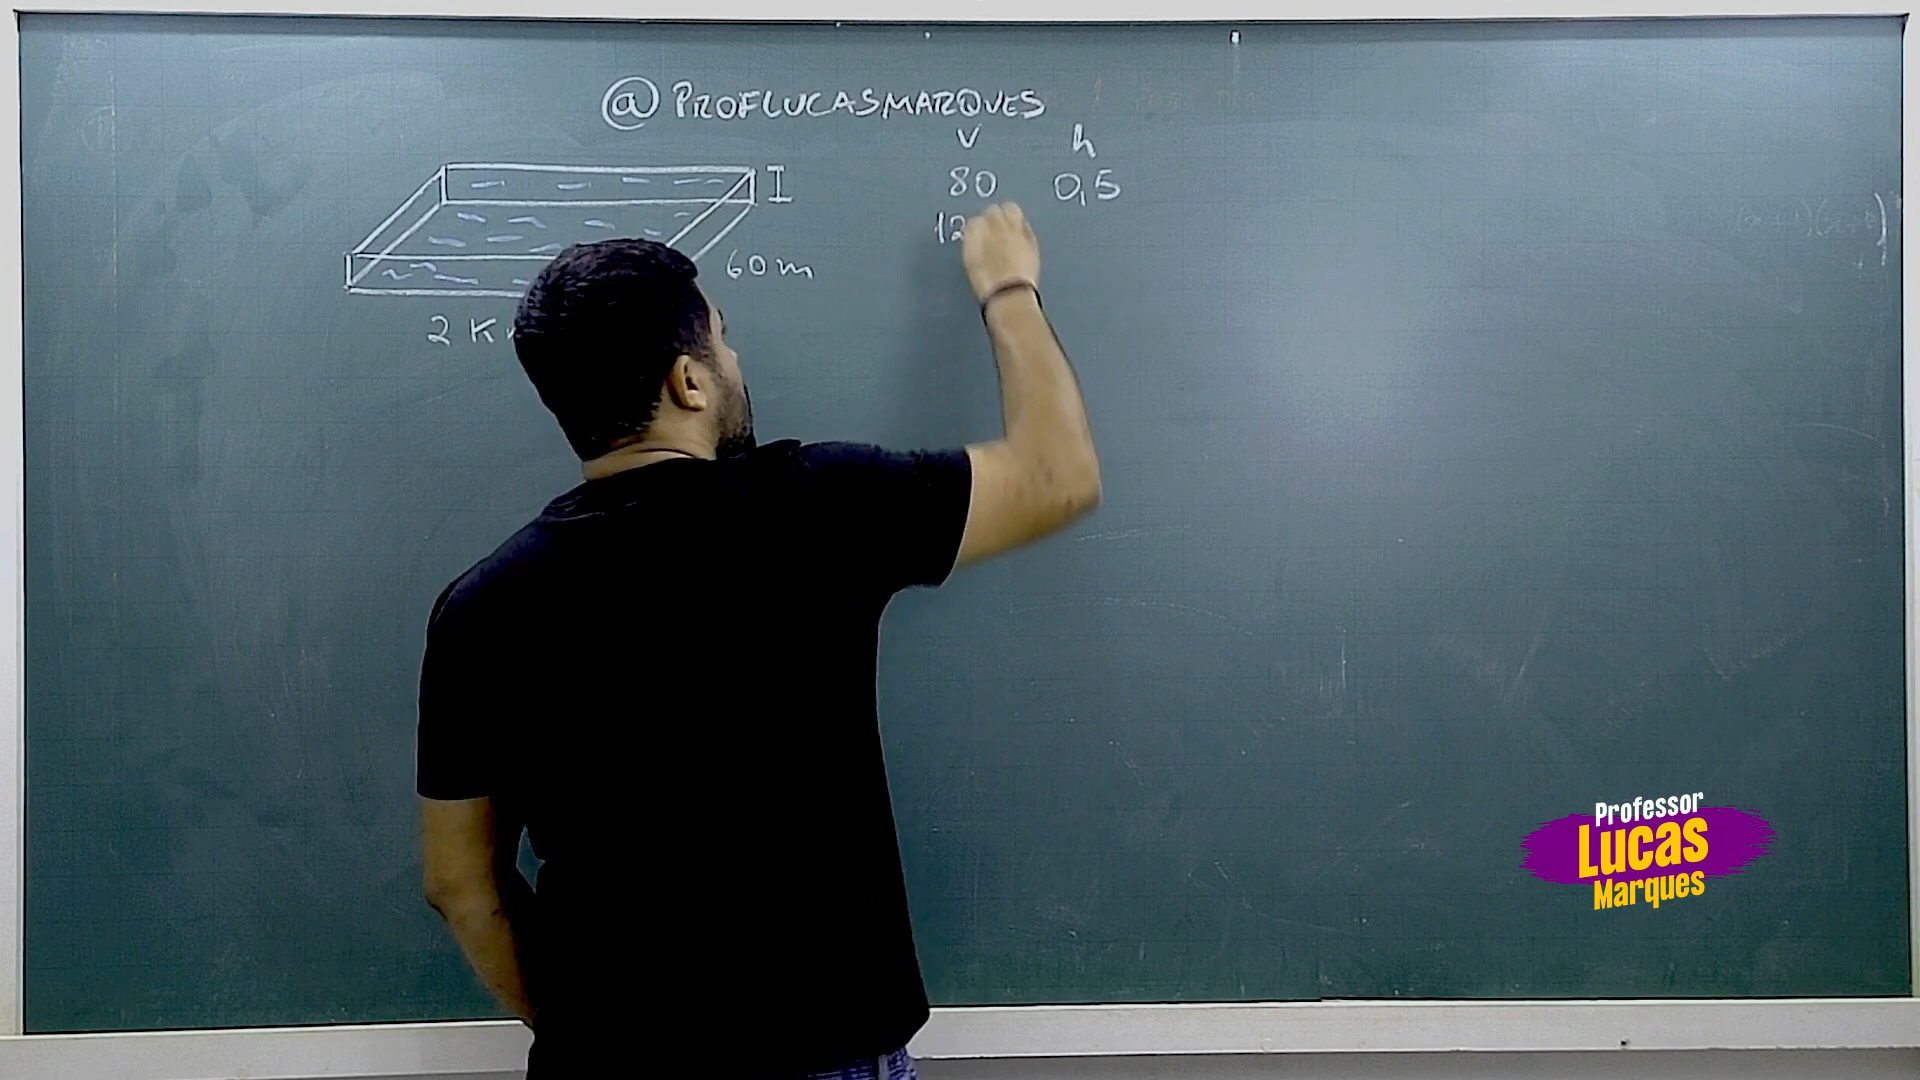 @PROFLUCASMARQUES
V h
80 0,5
12
60m
2 K
Professor
Lucas
Marques